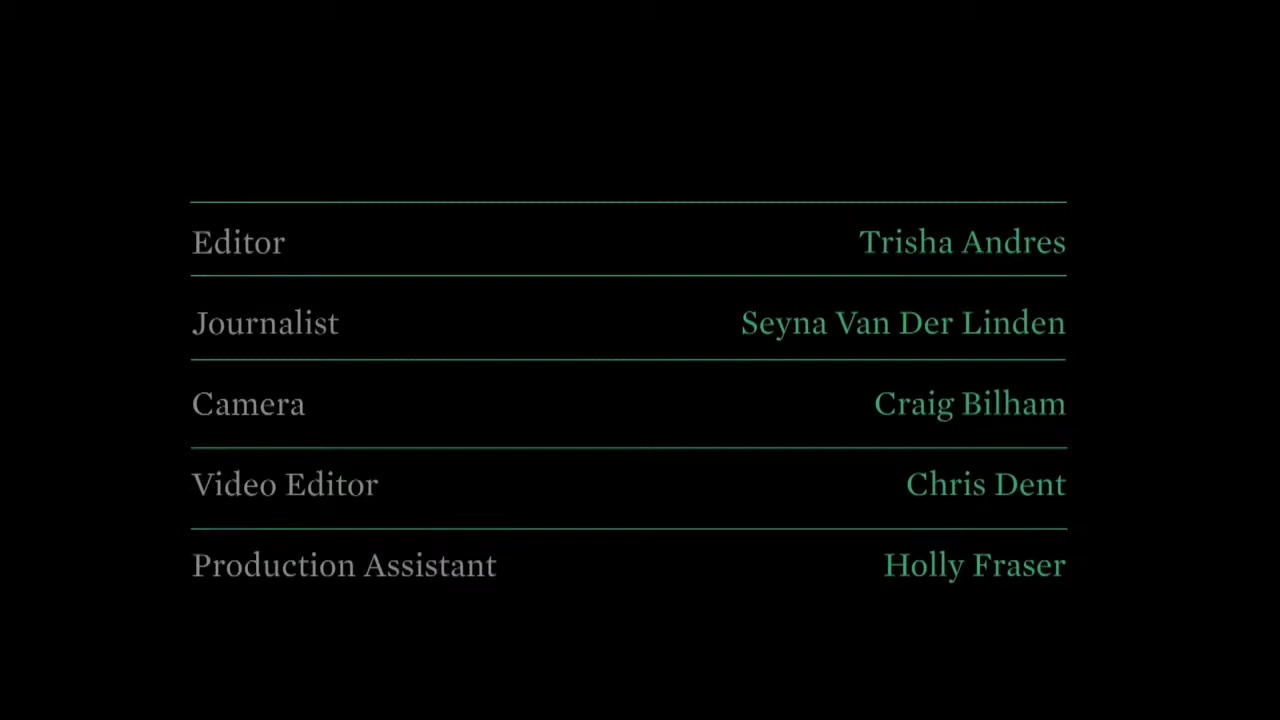 Editor Trisha Andres
Journalist Seyna Van Der Linden
Camera Craig Bilham
Video Editor Chris Dent
Production Assistant Holly Fraser